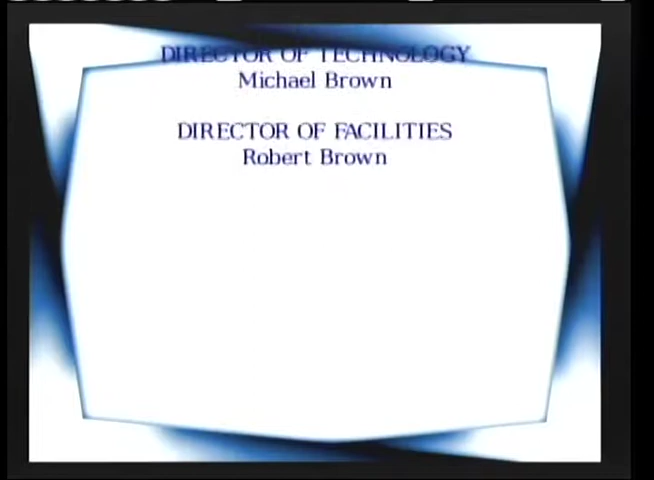 DIRECTOR OF TECHNOLOGY
Michael Brown
DIRECTOR OF FACILITIES
Robert Brown